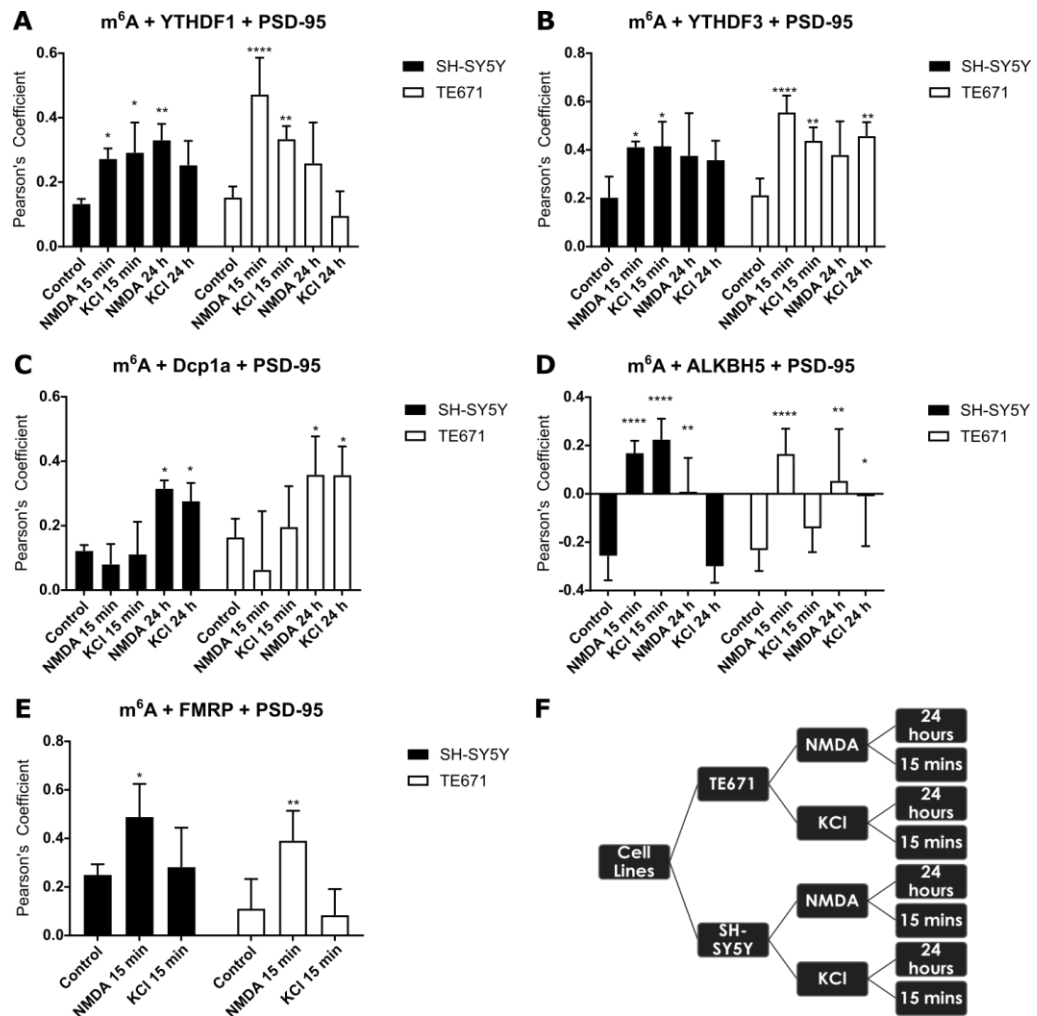 A
m⁶A + YTHDF1 + PSD-95
Pearson's Coefficient
0.6
0.4
0.2
0.0
*
*
**
****
**
Control
NMDA 15 min
KCl 15 min
NMDA 24 h
KCl 24 h
Control
NMDA 15 min
KCl 15 min
NMDA 24 h
KCl 24 h
SH-SY5Y
TE671
B
m⁶A + YTHDF3 + PSD-95
Pearson's Coefficient
0.8
0.6
0.4
0.2
0.0
*
*
****
**
**
Control
NMDA 15 min
KCl 15 min
NMDA 24 h
KCl 24 h
Control
NMDA 15 min
KCl 15 min
NMDA 24 h
KCl 24 h
SH-SY5Y
TE671
C
m⁶A + Dcp1a + PSD-95
Pearson's Coefficient
0.6
0.4
0.2
0.0
*
*
*
*
Control
NMDA 15 min
KCl 15 min
NMDA 24 h
KCl 24 h
Control
NMDA 15 min
KCl 15 min
NMDA 24 h
KCl 24 h
SH-SY5Y
TE671
D
m⁶A + ALKBH5 + PSD-95
Pearson's Coefficient
0.4
0.2
0.0
-0.2
-0.4
****
****
**
****
**
*
Control
NMDA 15 min
KCl 15 min
NMDA 24 h
KCl 24 h
Control
NMDA 15 min
KCl 15 min
NMDA 24 h
KCl 24 h
SH-SY5Y
TE671
E
m⁶A + FMRP + PSD-95
Pearson's Coefficient
0.8
0.6
0.4
0.2
0.0
*
**
Control
NMDA 15 min
KCl 15 min
Control
NMDA 15 min
KCl 15 min
SH-SY5Y
TE671
F
Cell
Lines
TE671
NMDA
24
hours
15 mins
KCl
24
hours
15 mins
SH-
SY5Y
NMDA
24
hours
15 mins
KCl
24
hours
15 mins